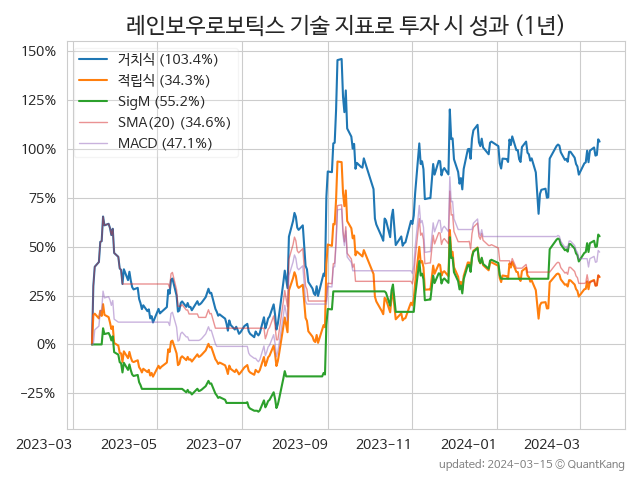 레인보우로보틱스 기술 지표로 투자 시 성과 (1년)
150%
125%
100%
75%
50%
25%
0%
−25%
거치식 (103.4%)
적립식 (34.3%)
SigM (55.2%)
SMA(20) (34.6%)
MACD (47.1%)
2023−03
2023−05
2023−07
2023−09
2023−11
2024−01
2024−03
updated: 2024-03-15 ⓒ QuantKang